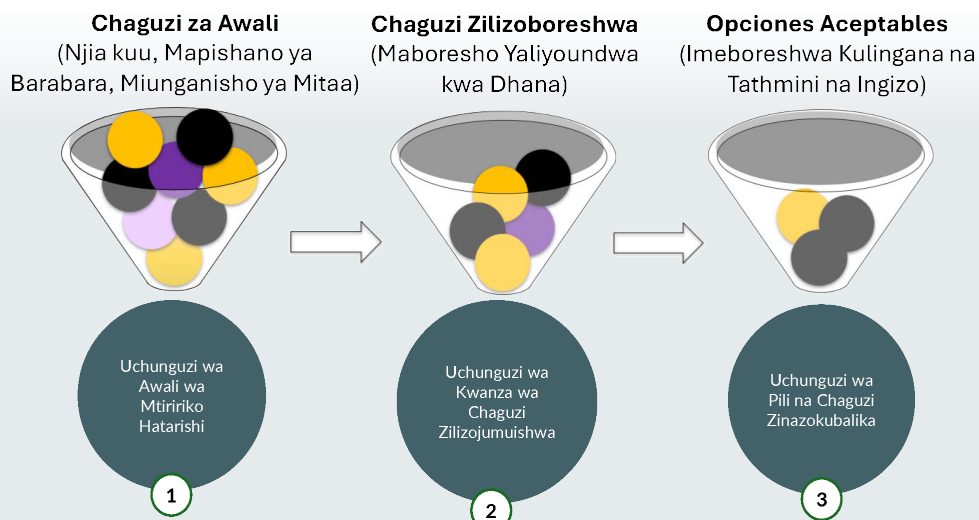 Chaguzi za Awali
(Njia kuu, Mapishano ya
Barabara, Miunganisho ya Mitaa)
Chaguzi Zilizoboreshwa
(Maboresho Yaliyoundwa
kwa Dhana)
Opciones Aceptables
(Imeboreshwa Kulingana na
Tathmini na Ingizo)
Uchunguzi wa
Awali wa
Mtiririko
Hatarishi
1
Uchunguzi wa
Kwanza wa
Chaguzi
Zilizojumuishwa
2
Uchunguzi wa
Pili na Chaguzi
Zinazokubalika
3